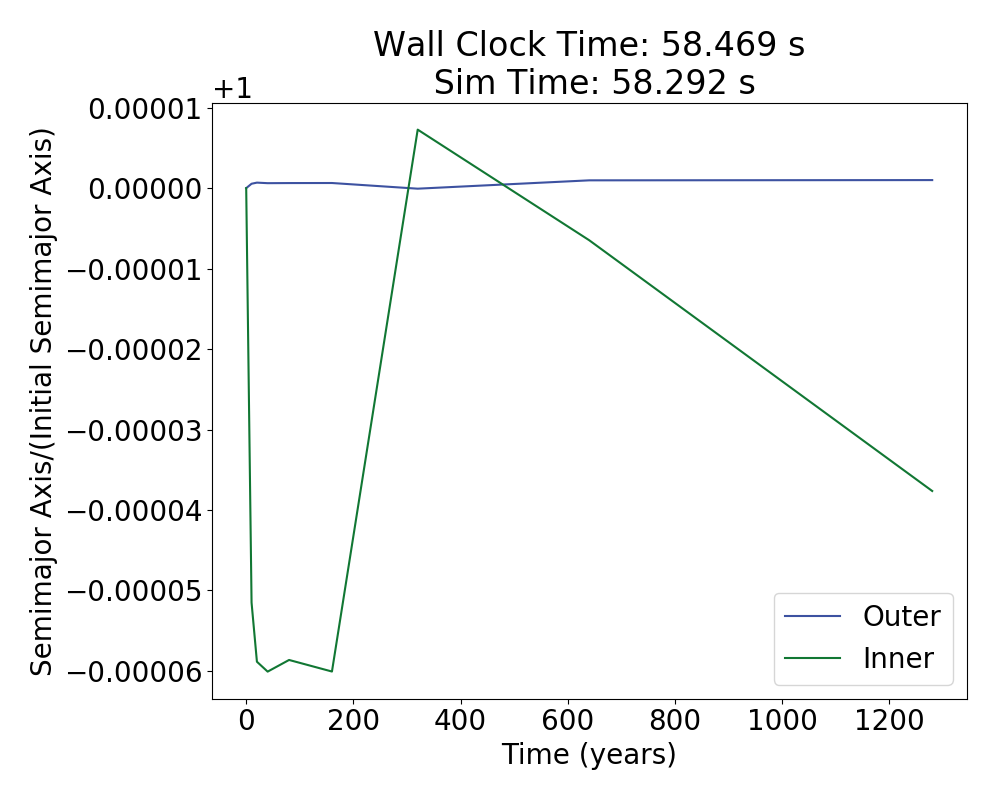 Wall Clock Time: 58.469 s
Sim Time: 58.292 s
+1
0.00001
0.00000
−0.00001
−0.00002
−0.00003
−0.00004
−0.00005
−0.00006
Semimajor Axis/(Initial Semimajor Axis)
Outer
Inner
0 200 400 600 800 1000 1200
Time (years)